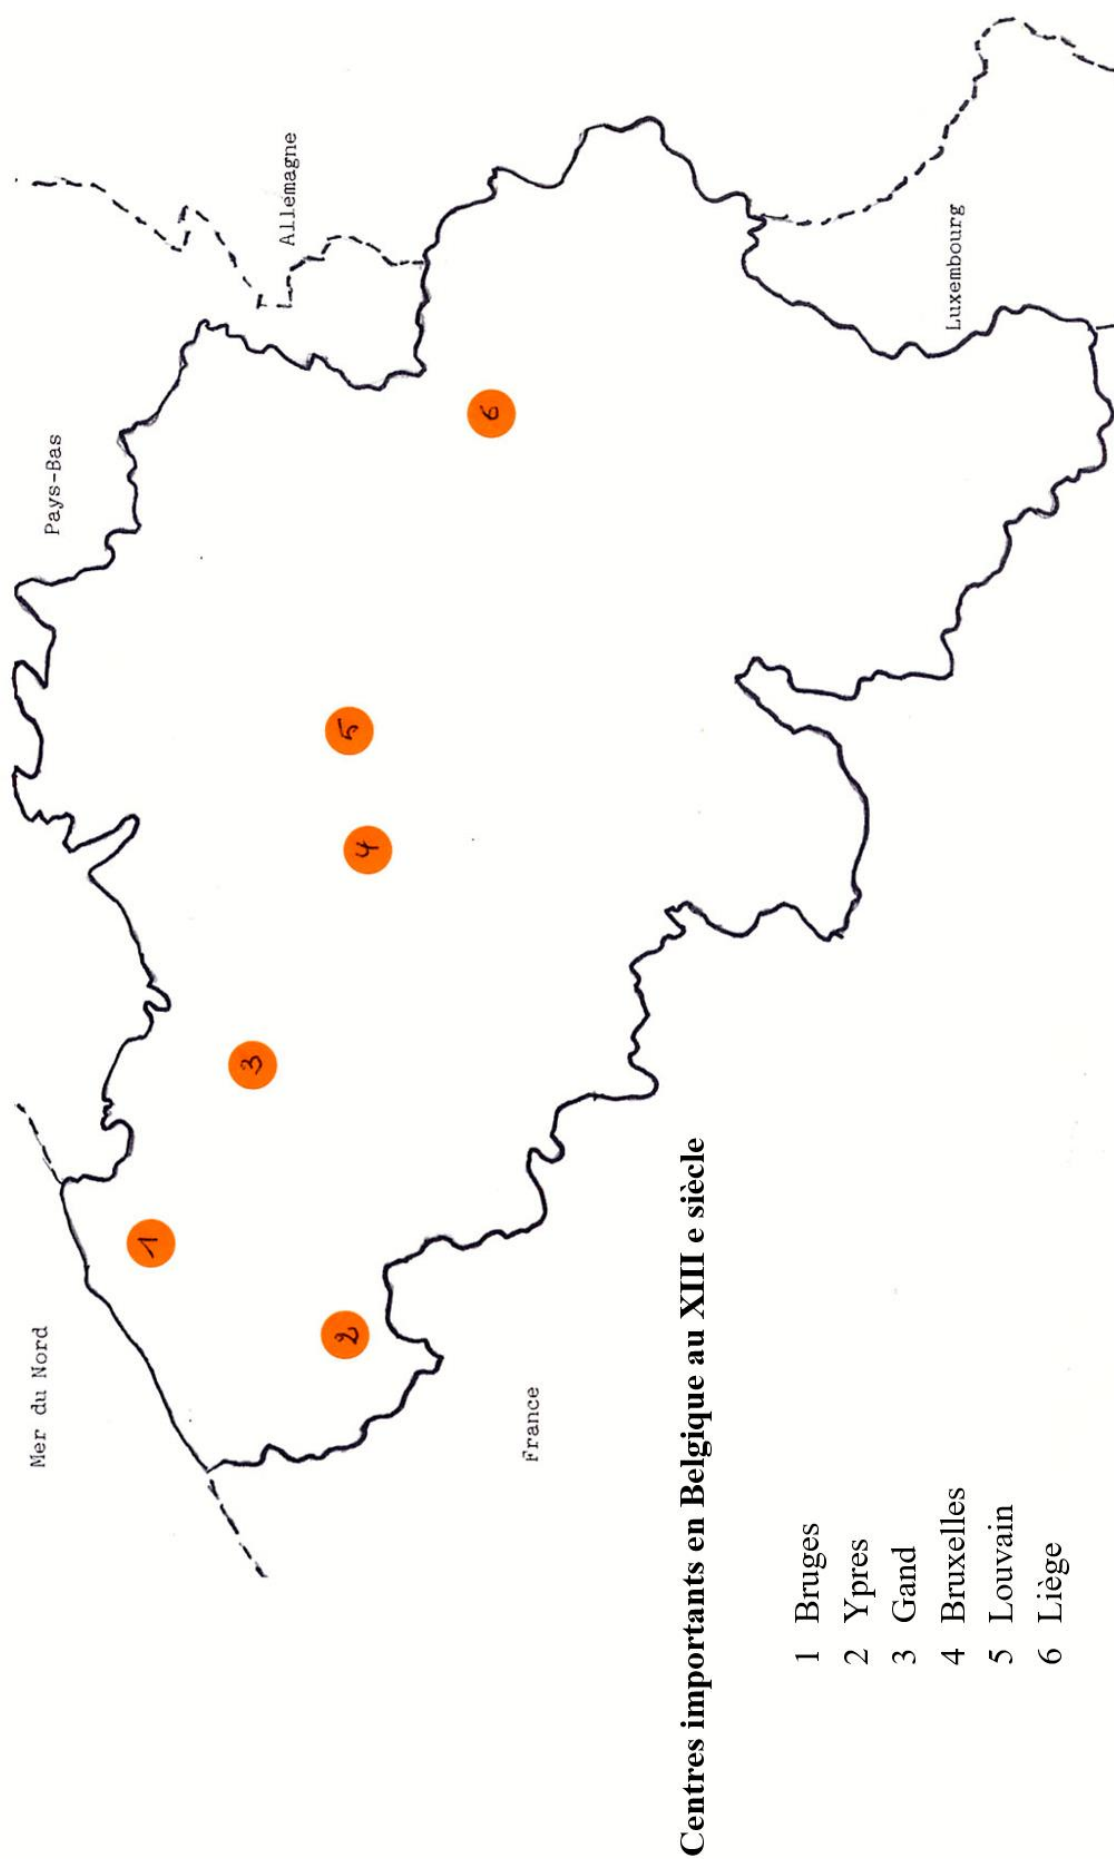 Mer du Nord
Pays-Bas
Allemagne
1
3
2
5
4
6
France
Luxembourg
Centres importants en Belgique au XIII e siècle
1 Bruges
2 Ypres
3 Gand
4 Bruxelles
5 Louvain
6 Liège